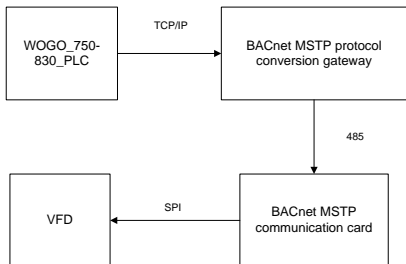 WOGO_750-
830_PLC
TCP/IP
BACnet MSTP protocol
conversion gateway
485
VFD
SPI
BACnet MSTP
communication card